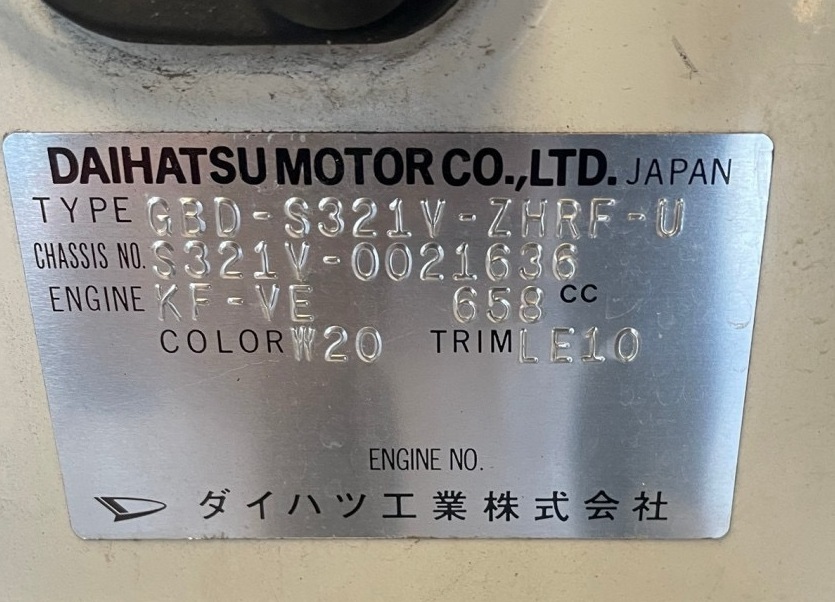 DAIHATSU MOTOR CO.,LTD. JAPAN
TYPE GBD-S321V-ZHRF-U
CHASSIS NO. S321V-0021636
ENGINE KF-VE 658 CC
COLOR W20 TRIM LE10
ENGINE NO.
ダイハツ工業株式会社